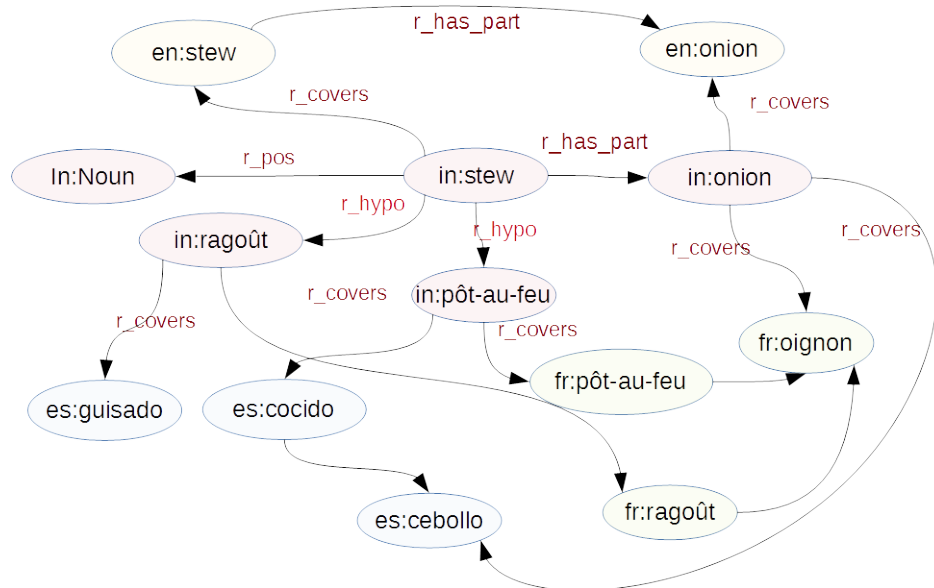 r_has_part
en:stew
en:onion
r_covers
r_covers
r_has_part
r_pos
In:Noun
in:stew
in:onion
r_hypo
r_hypo
r_covers
in:ragoût
r_covers
r_covers
in:pôt-au-feu
r_covers
r_covers
fr:oignon
fr:pôt-au-feu
es:guisado
es:cocido
es:cebollo
fr:ragoût